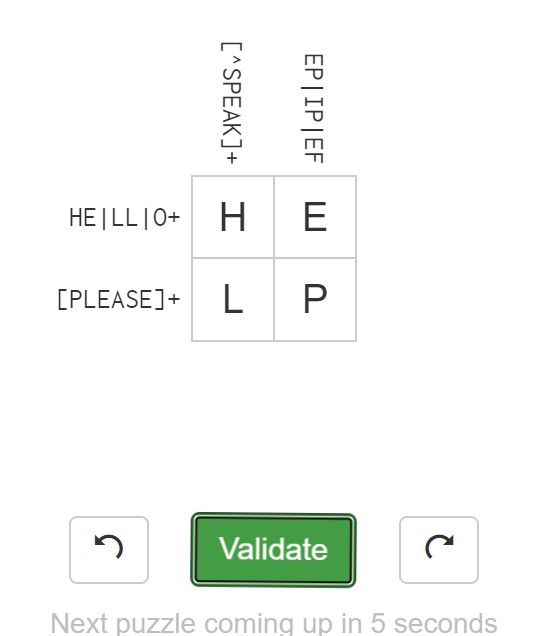 [^SPEAK]+
EP|IP|EF
HE|LL|O+
H E
[PLEASE]+
L P
Validate
Next puzzle coming up in 5 seconds